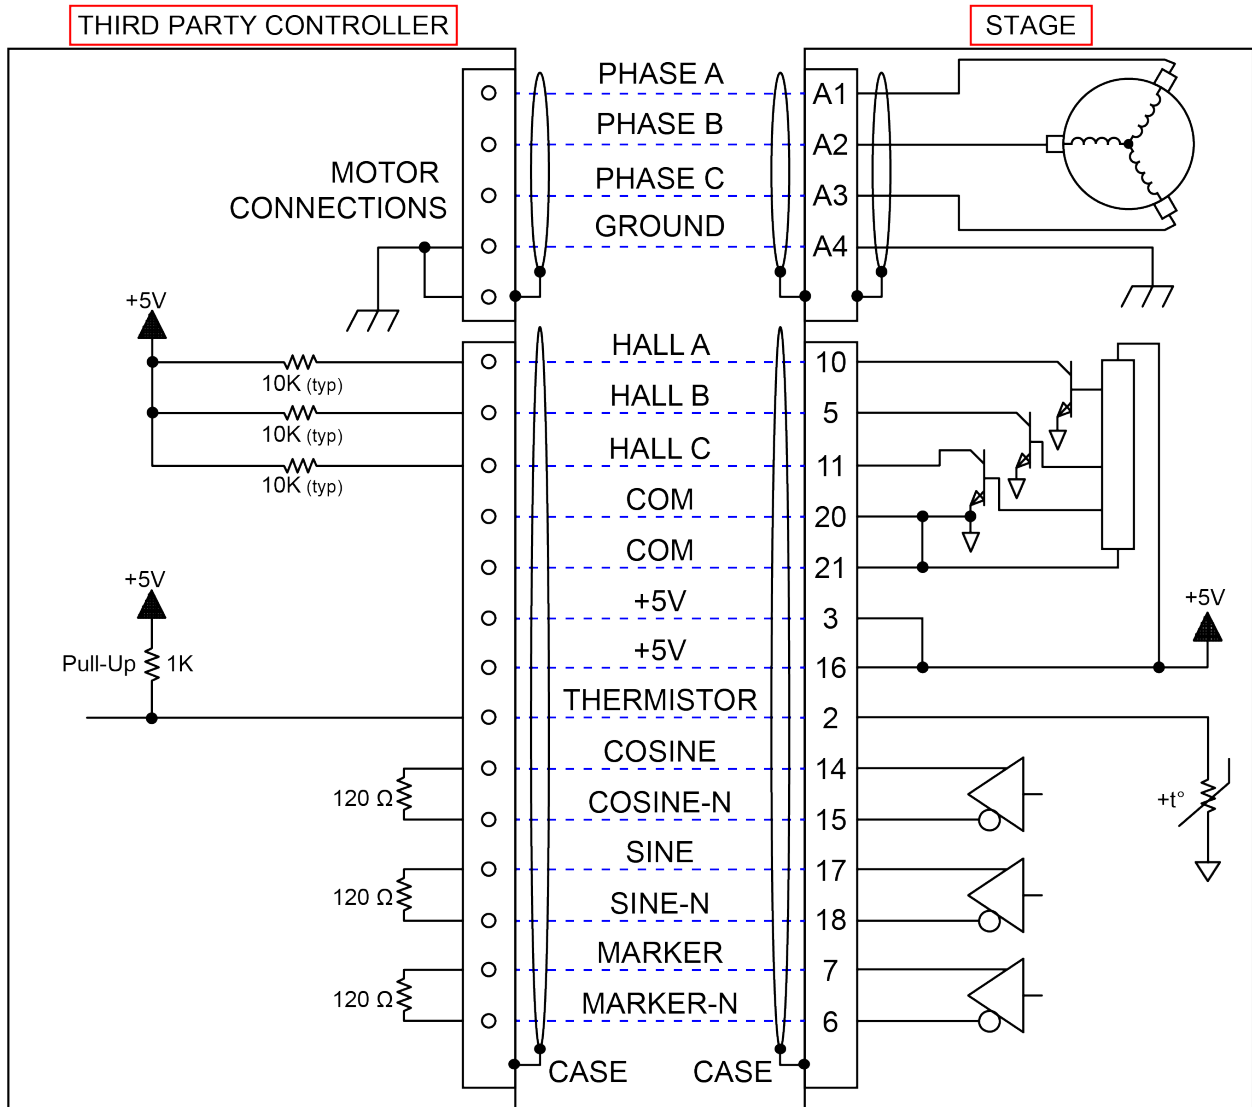 THIRD PARTY CONTROLLER
STAGE
MOTOR
CONNECTIONS
PHASE A
A1
PHASE B
A2
PHASE C
A3
GROUND
A4
+5V
10K (typ)
10K (typ)
10K (typ)
HALL A
10
HALL B
5
HALL C
11
COM
20
COM
21
+5V
3
+5V
16
+5V
+5V
Pull-Up
1K
THERMISTOR
2
+t°
COSINE
14
120 Ω
COSINE-N
15
SINE
17
120 Ω
SINE-N
18
MARKER
7
120 Ω
MARKER-N
6
CASE
CASE